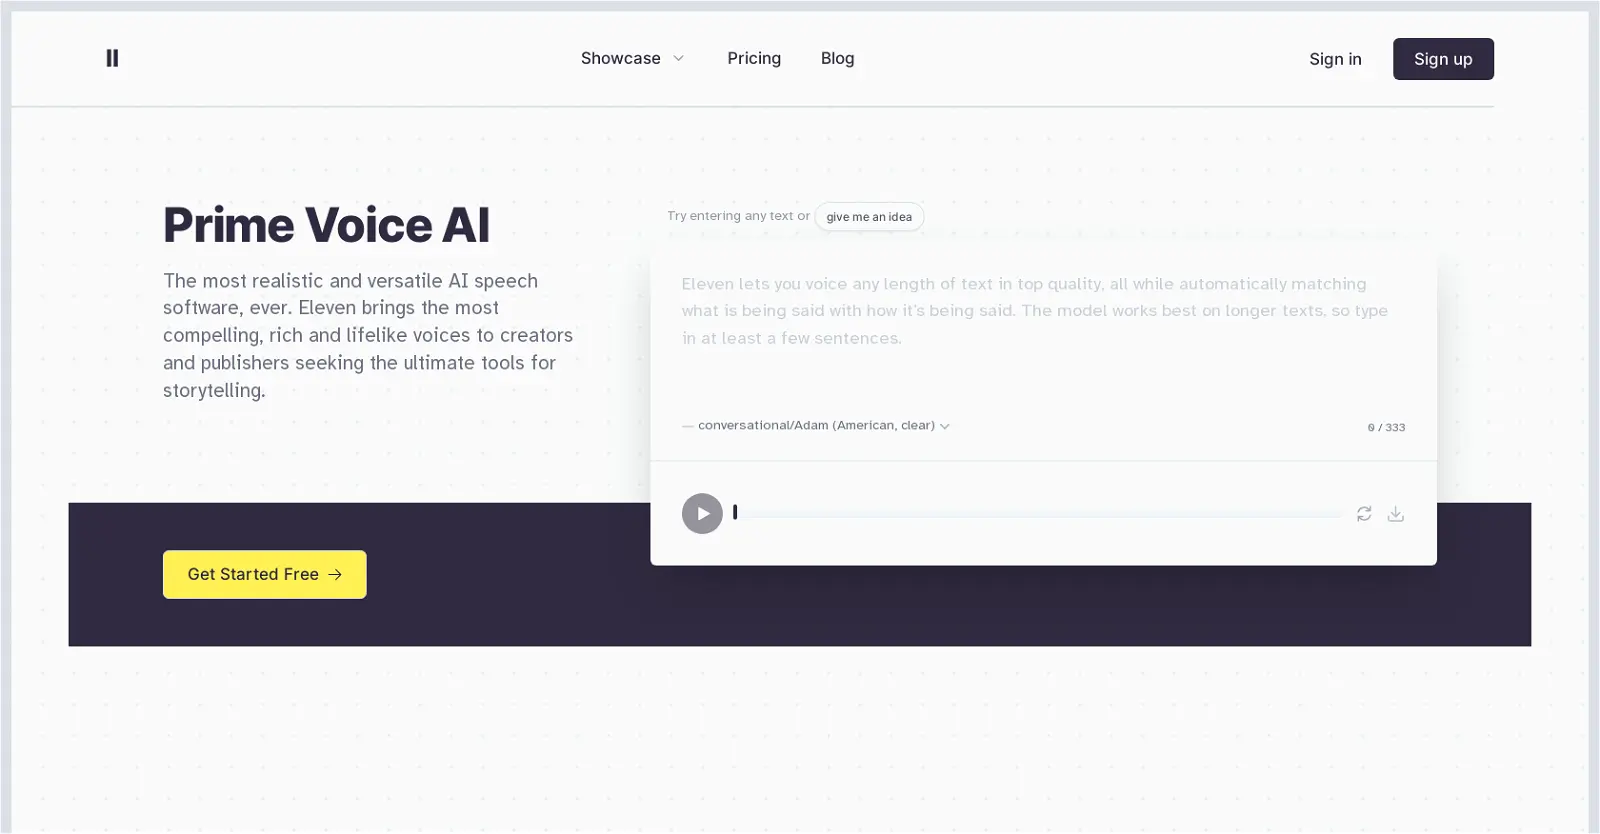 Showcase
Pricing
Blog
Sign in
Sign up
Prime Voice AI
The most realistic and versatile AI speech
software, ever. Eleven brings the most
compelling, rich and lifelike voices to creators
and publishers seeking the ultimate tools for
storytelling.
Get Started Free →
Try entering any text or give me an idea
Eleven lets you voice any length of text in top quality, all while automatically matching
what is being said with how it's being said. The model works best on longer texts, so type
in at least a few sentences.
— conversational/Adam (American, clear)
0 / 333